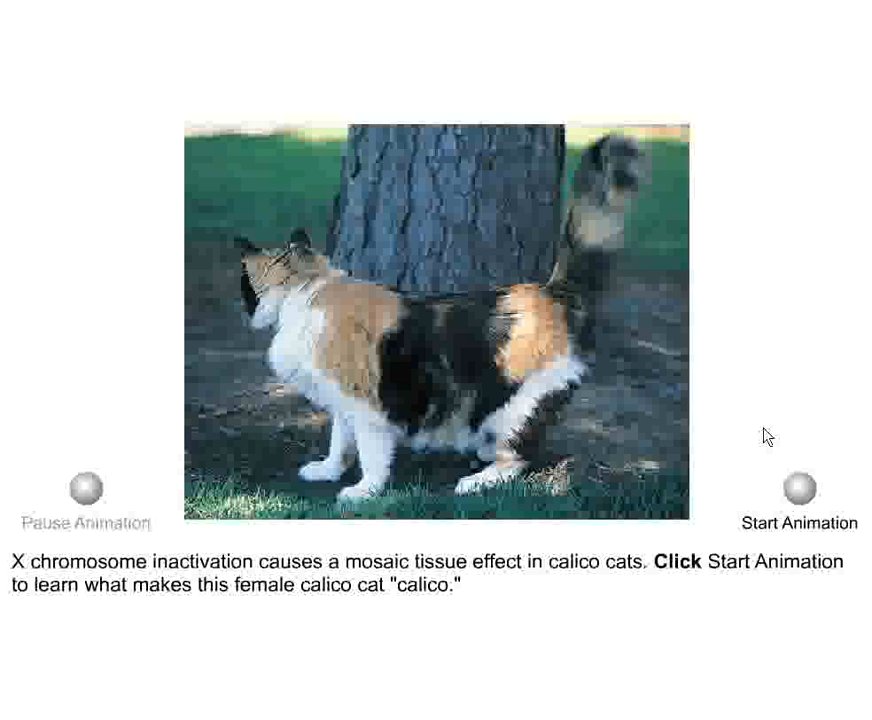 Pause Animation
Start Animation
X chromosome inactivation causes a mosaic tissue effect in calico cats. Click Start Animation
to learn what makes this female calico cat "calico."